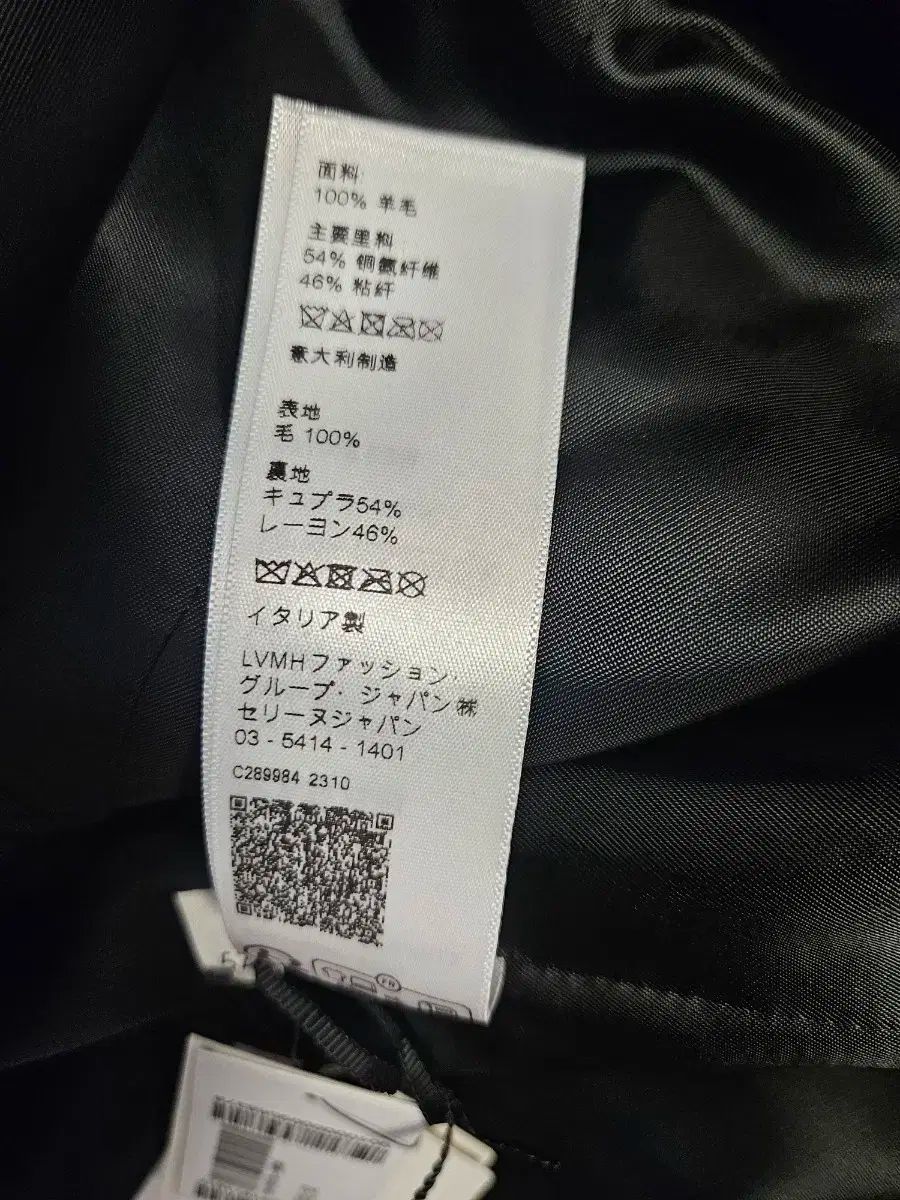 面料
100% 羊毛
主要里料
54% 铜氨纤维
46% 粘纤
意大利制造
表地
毛 100%
裏地
キュプラ54%
レーヨン46%
イタリア製
LVMHファッション・
グループ・ジャパン㈱
セリーヌジャパン
03 - 5414 - 1401
C289984 2310
FR